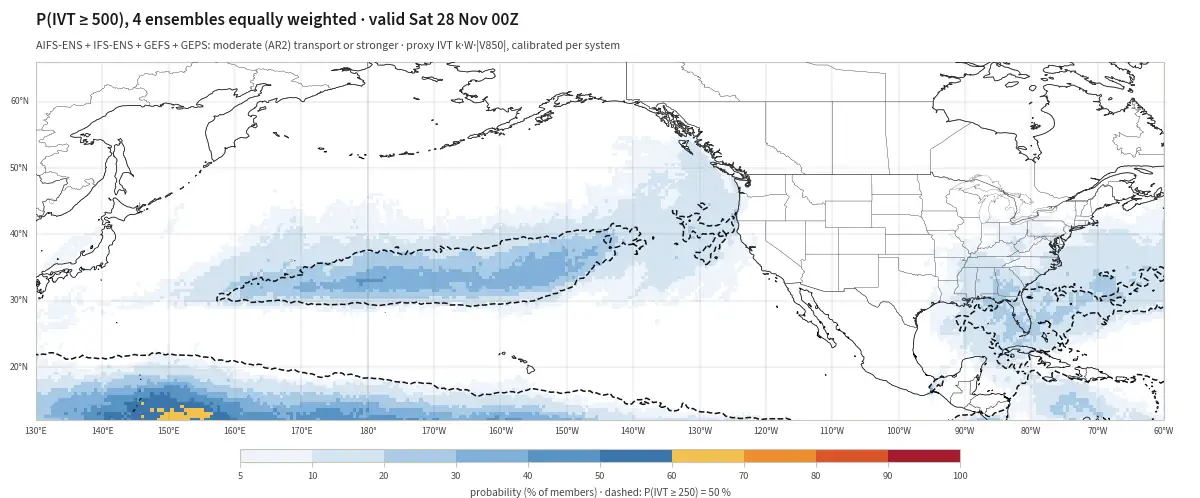 P(IVT ≥ 500), 4 ensembles equally weighted · valid Sat 28 Nov 00Z
AIFS-ENS + IFS-ENS + GEFS + GEPS: moderate (AR2) transport or stronger · proxy IVT k·W·|V850|, calibrated per system
60°N
50°N
40°N
30°N
20°N
130°E 140°E 150°E 160°E 170°E 180° 170°W 160°W 150°W 140°W 130°W 120°W 110°W 100°W 90°W 80°W 70°W 60°W
5 10 20 30 40 50 60 70 80 90 100
probability (% of members) · dashed: P(IVT ≥ 250) = 50 %